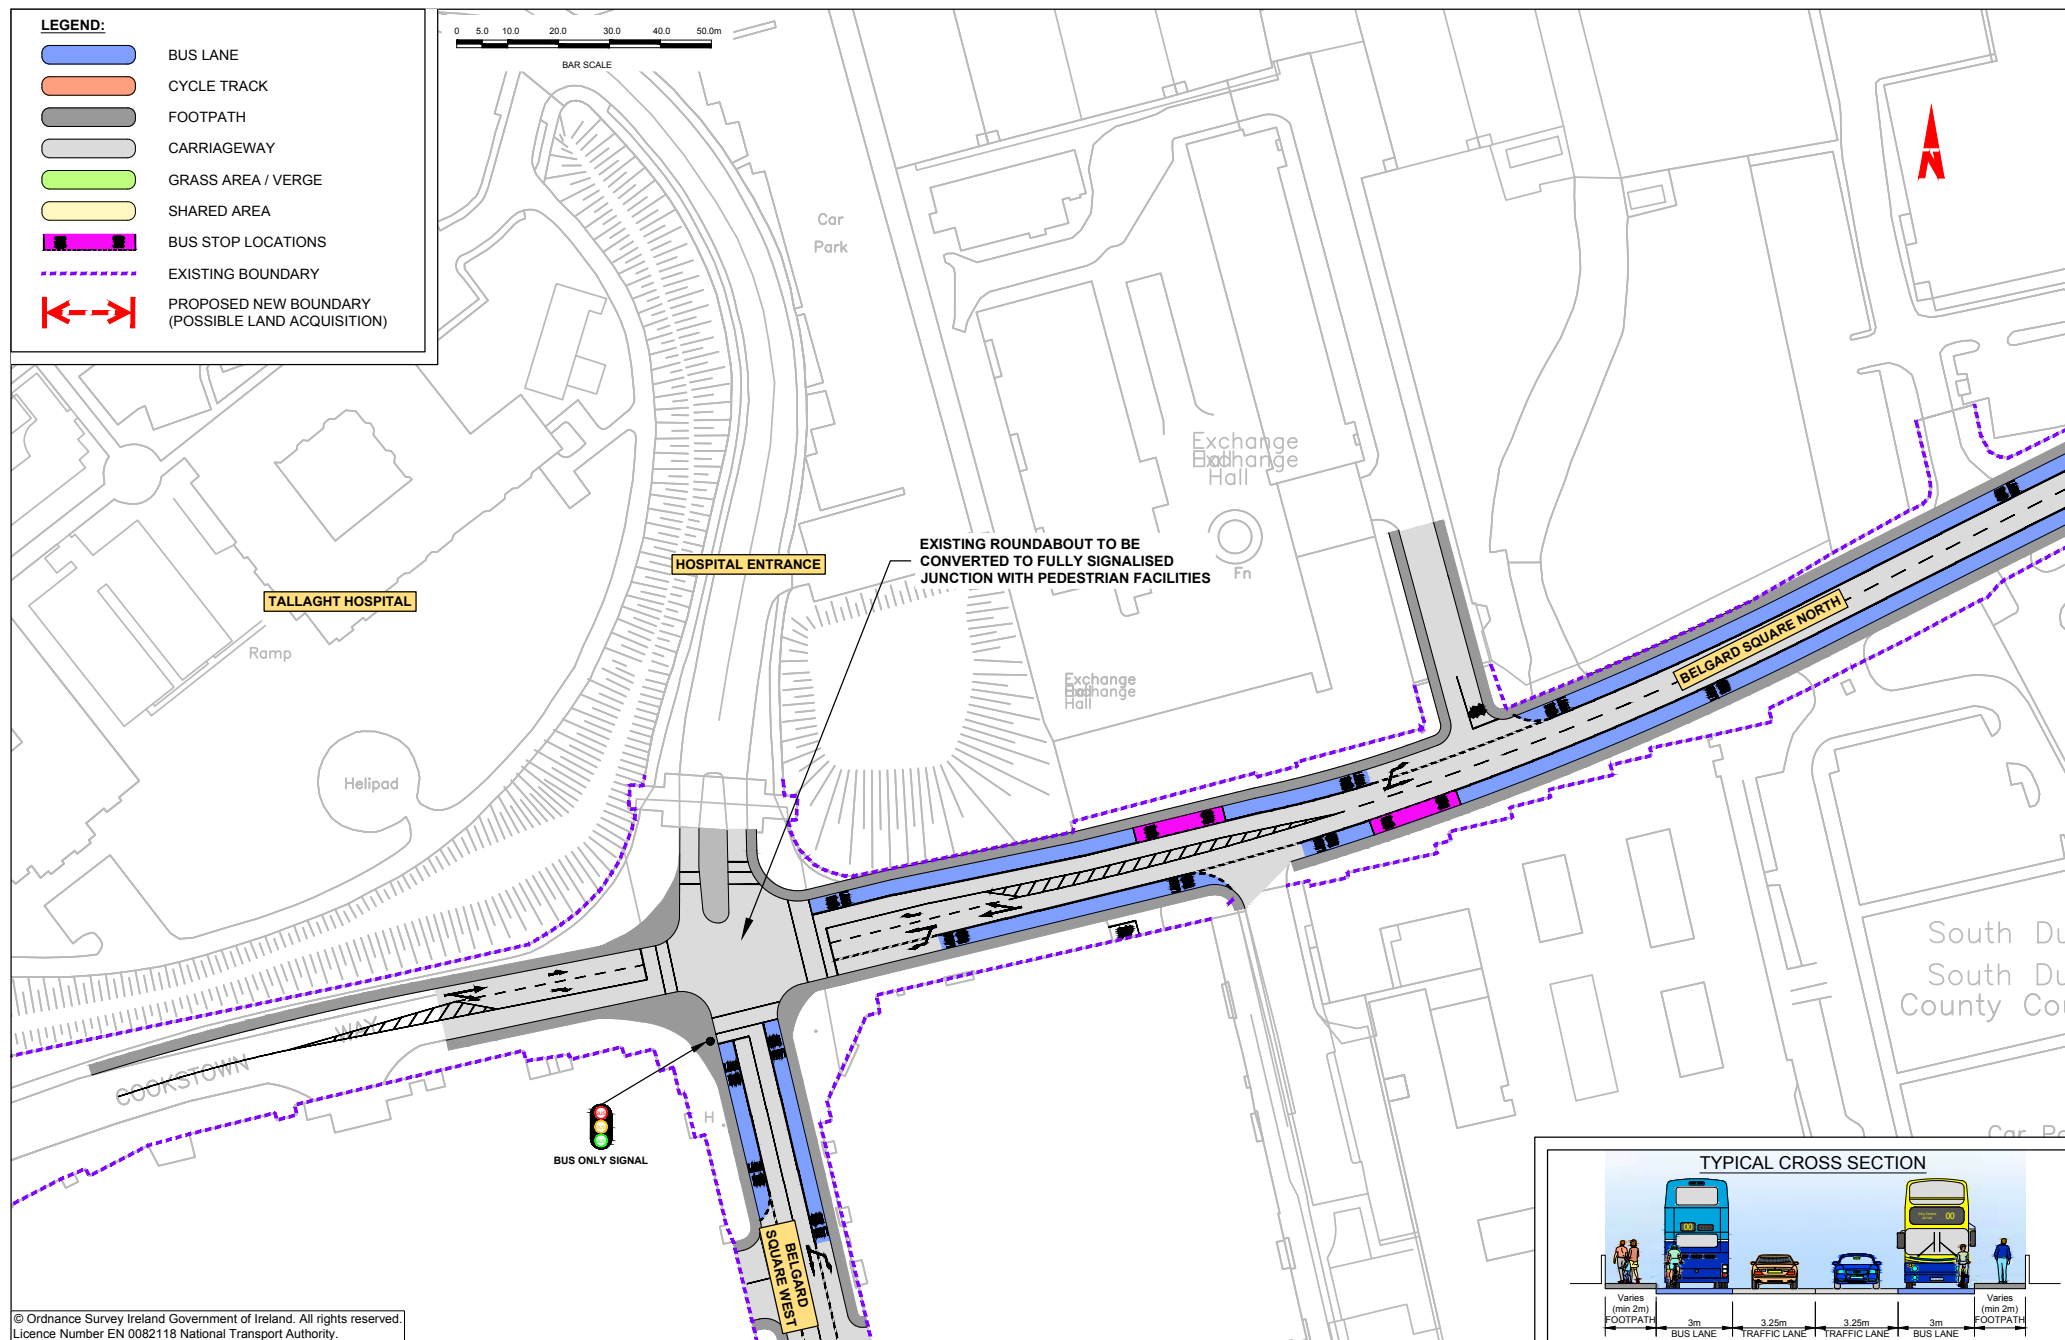 LEGEND:
BUS LANE
CYCLE TRACK
FOOTPATH
CARRIAGEWAY
GRASS AREA / VERGE
SHARED AREA
BUS STOP LOCATIONS
EXISTING BOUNDARY
PROPOSED NEW BOUNDARY
(POSSIBLE LAND ACQUISITION)
0 5.0 10.0 20.0 30.0 40.0 50.0m
BAR SCALE
N
Car
Park
Exchange
Exchange
Hall
EXISTING ROUNDABOUT TO BE
CONVERTED TO FULLY SIGNALISED
JUNCTION WITH PEDESTRIAN FACILITIES
HOSPITAL ENTRANCE
Fn
TALLAGHT HOSPITAL
BELGARD SQUARE NORTH
Ramp
Exchange
Exchange
Hall
Helipad
South Du
South Du
County Cou
COOKSTOWN WAY
H
BUS ONLY SIGNAL
Car Pa
BELGARD
SQUARE WEST
TYPICAL CROSS SECTION
00
00
Varies
(min 2m)
FOOTPATH
3m
BUS LANE
3.25m
TRAFFIC LANE
3.25m
TRAFFIC LANE
3m
BUS LANE
Varies
(min 2m)
FOOTPATH
© Ordnance Survey Ireland Government of Ireland. All rights reserved.
Licence Number EN 0082118 National Transport Authority.